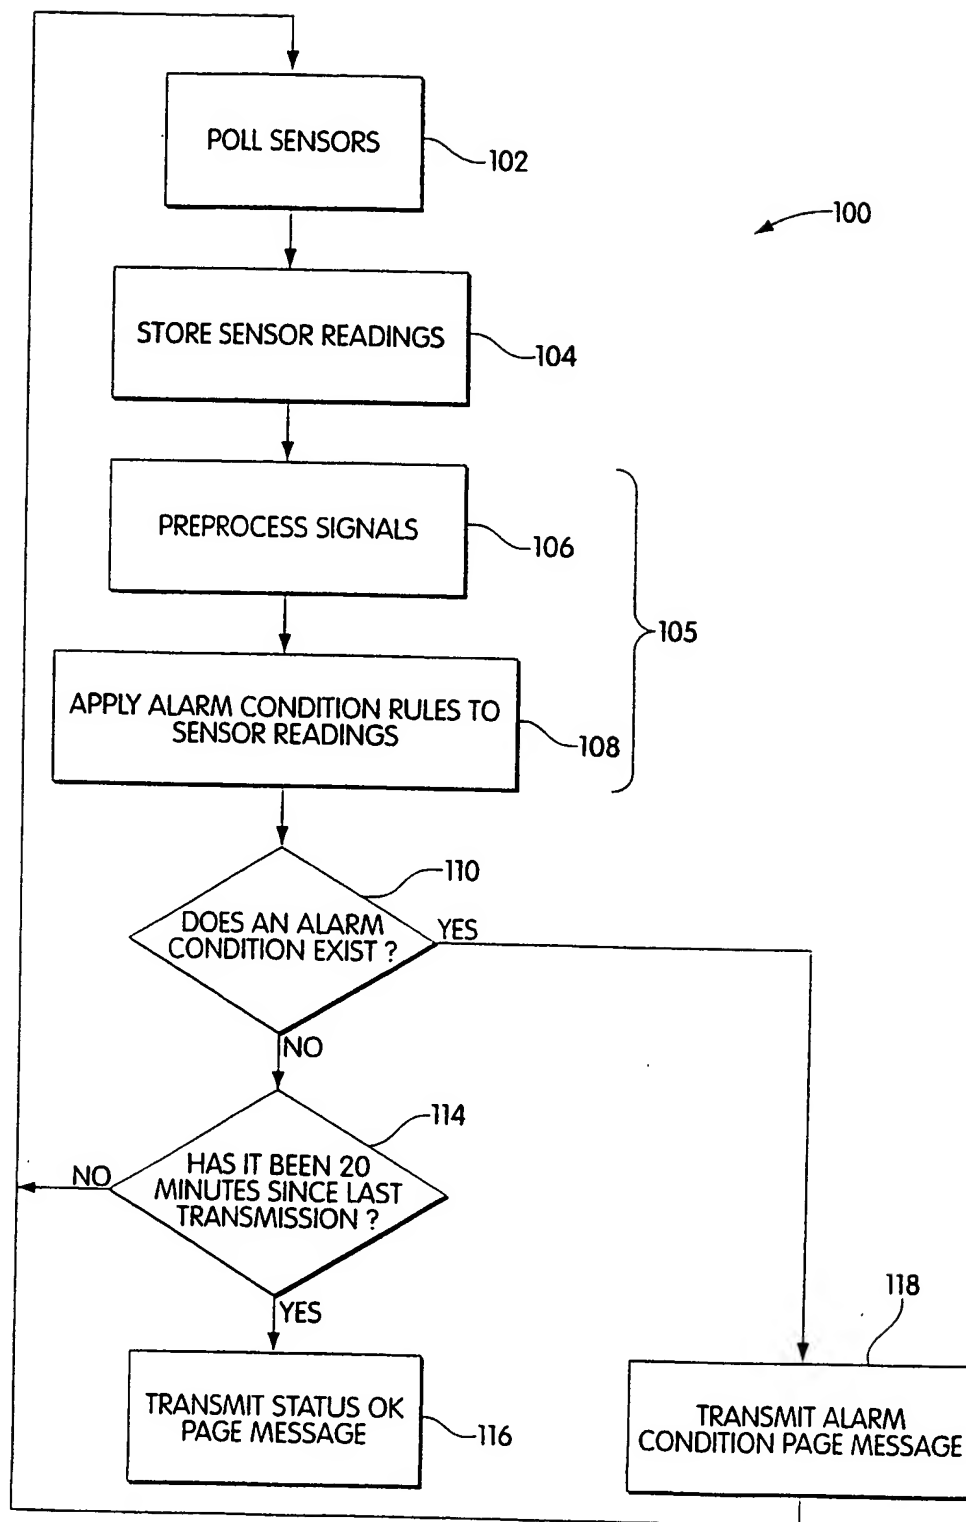 POLL SENSORS
102
100
STORE SENSOR READINGS
104
PREPROCESS SIGNALS
106
105
APPLY ALARM CONDITION RULES TO
SENSOR READINGS
108
110
DOES AN ALARM
CONDITION EXIST ?
YES
NO
114
HAS IT BEEN 20
MINUTES SINCE LAST
TRANSMISSION ?
NO
YES
118
TRANSMIT STATUS OK
PAGE MESSAGE
116
TRANSMIT ALARM
CONDITION PAGE MESSAGE